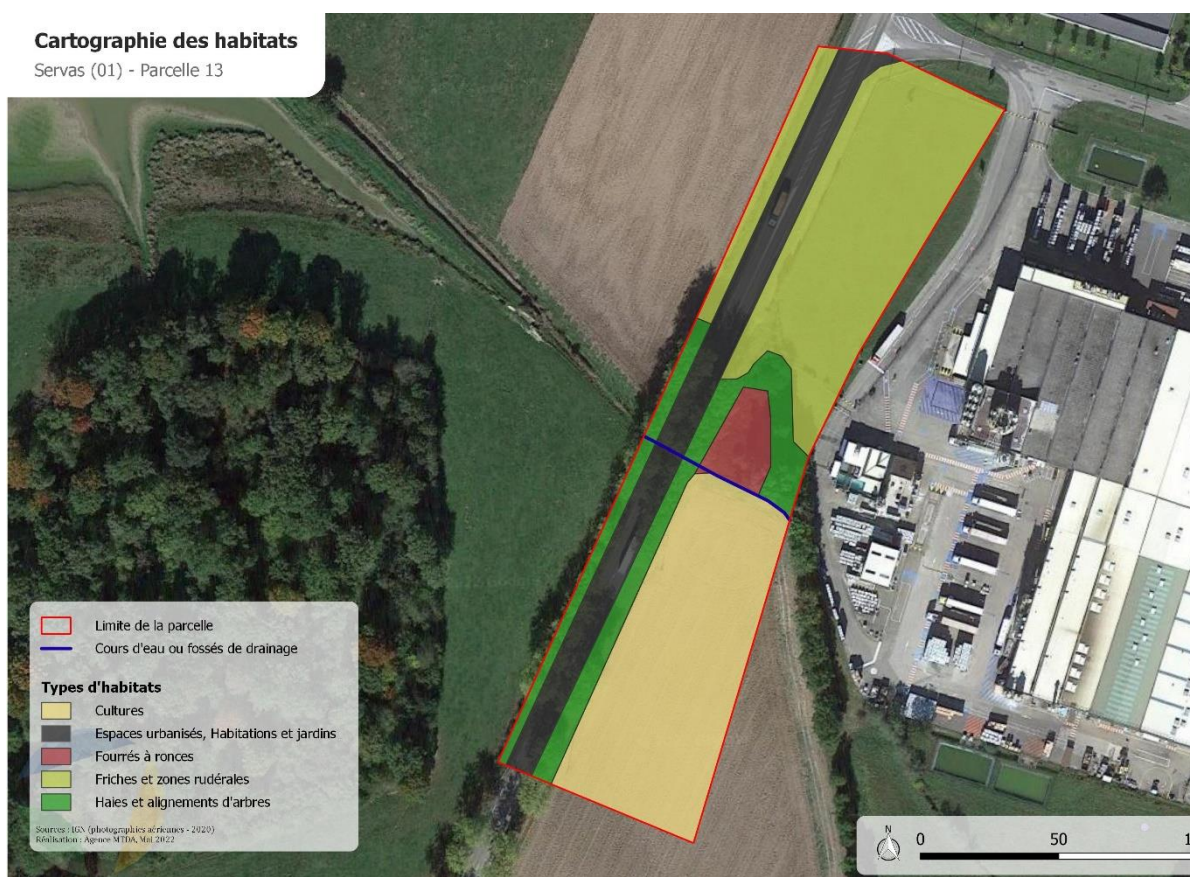 Cartographie des habitats
Servas (01) - Parcelle 13
Limite de la parcelle
Cours d'eau ou fossés de drainage
Types d'habitats
Cultures
Espaces urbanisés, Habitations et jardins
Fourrés à ronces
Friches et zones rudérales
Haies et alignements d'arbres
Sources : IGN (photographies aériennes - 2020)
Réalisation : Agence MTDA, Mai 2022
N
0 50